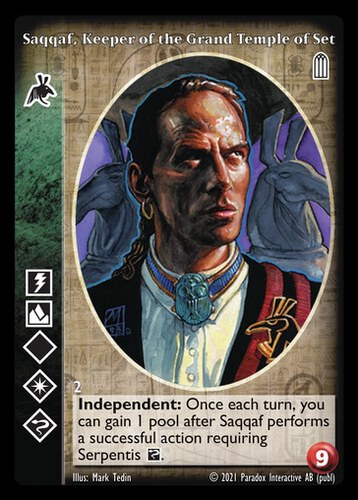 Saqqaf, Keeper of the Grand Temple of Set
2
Independent: Once each turn, you
can gain 1 pool after Saqqaf performs
a successful action requiring
Serpentis .
9
Illus: Mark Tedin © 2021 Paradox Interactive AB (publ)